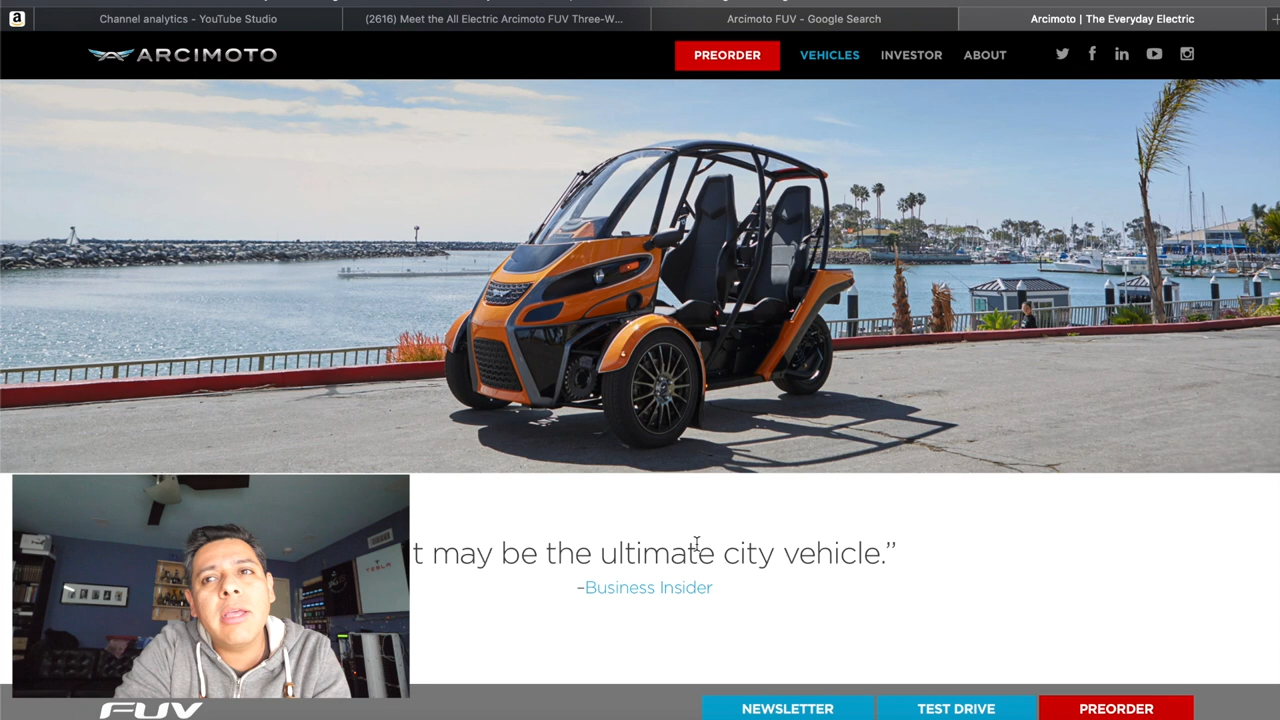 Channel analytics - YouTube Studio
(2616) Meet the All Electric Arcimoto FUV Three-W...
Arcimoto FUV - Google Search
Arcimoto | The Everyday Electric
ARCIMOTO
PREORDER
VEHICLES
INVESTOR
ABOUT
t may be the ultimate city vehicle.”
–Business Insider
TESLA
FUV
NEWSLETTER
TEST DRIVE
PREORDER